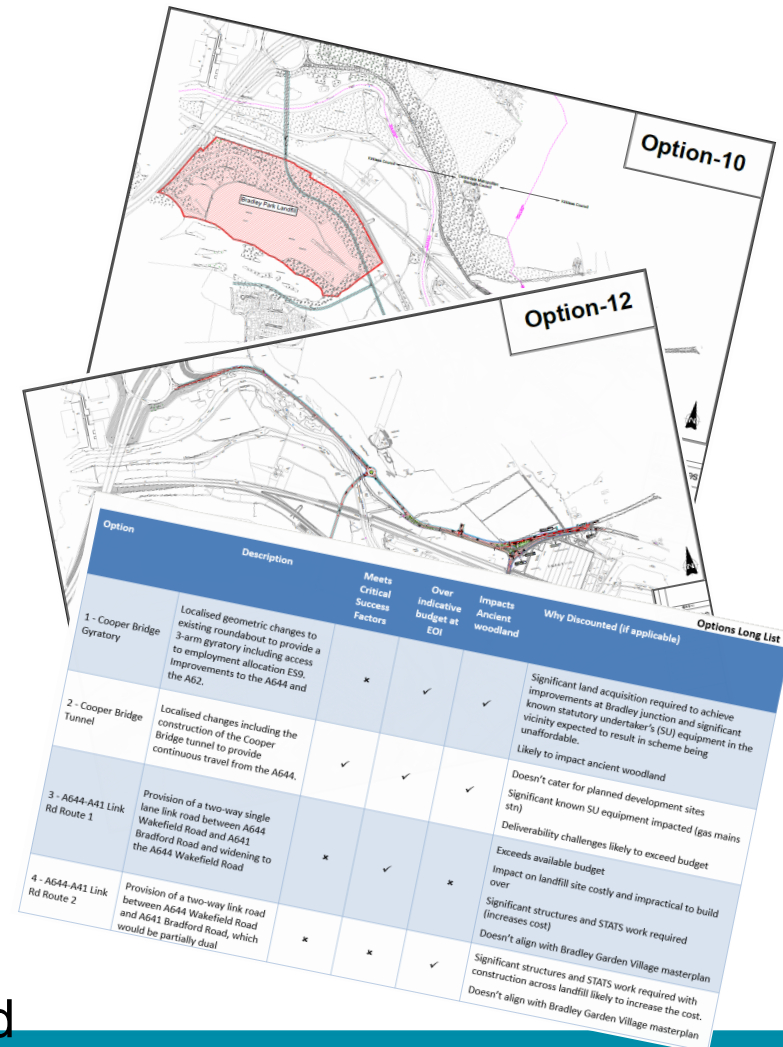 Option-10
Bradley Park Landfill
Option-12
Options Long List
Option
Description
Meets
Critical
Success
Factors
Over
indicative
budget at
EOI
Impacts
Ancient
woodland
Why Discounted (if applicable)
1 - Cooper Bridge
Gyratory
Localised geometric changes to
existing roundabout to provide a
3-arm gyratory including access
to employment allocation ES9.
Improvements to the A644 and
the A62.
×
✓
✓
Significant land acquisition required to achieve
improvements at Bradley junction and significant
known statutory undertaker's (SU) equipment in the
vicinity expected to result in scheme being
unaffordable.
Likely to impact ancient woodland
2 - Cooper Bridge
Tunnel
Localised changes including the
construction of the Cooper
Bridge tunnel to provide
continuous travel from the A644.
✓
✓
✓
Doesn't cater for planned development sites
Significant known SU equipment impacted (gas mains
stn)
Deliverability challenges likely to exceed budget
3 - A644-A41 Link
Rd Route 1
Provision of a two-way single
lane link road between A644
Wakefield Road and A641
Bradford Road and widening to
the A644 Wakefield Road
×
✓
×
Exceeds available budget
Impact on landfill site costly and impractical to build
over
Significant structures and STATS work required
(increases cost)
Doesn't align with Bradley Garden Village masterplan
4 - A644-A41 Link
Rd Route 2
Provision of a two-way link road
between A644 Wakefield Road
and A641 Bradford Road, which
would be partially dual
×
×
✓
Significant structures and STATS work required with
construction across landfill likely to increase the cost.
Doesn't align with Bradley Garden Village masterplan
d